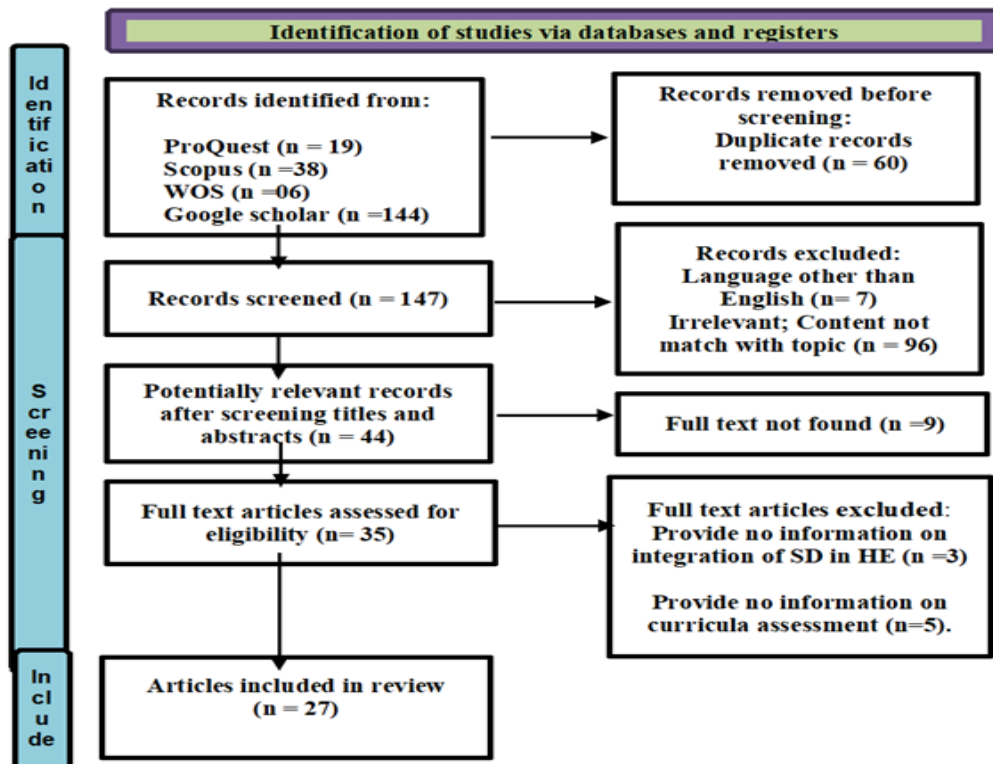 Identification of studies via databases and registers
Id
en
tif
ic
ati
o
n
Records identified from:
ProQuest (n = 19)
Scopus (n =38)
WOS (n =06)
Google scholar (n =144)
Records removed before
screening:
Duplicate records
removed (n = 60)
S
cr
ee
ni
n
g
Records screened (n = 147)
Records excluded:
Language other than
English (n= 7)
Irrelevant; Content not
match with topic (n = 96)
Potentially relevant records
after screening titles and
abstracts (n = 44)
Full text not found (n =9)
Full text articles assessed for
eligibility (n= 35)
Full text articles excluded:
Provide no information on
integration of SD in HE (n =3)
Provide no information on
curricula assessment (n=5).
In
cl
u
de
Articles included in review
(n = 27)